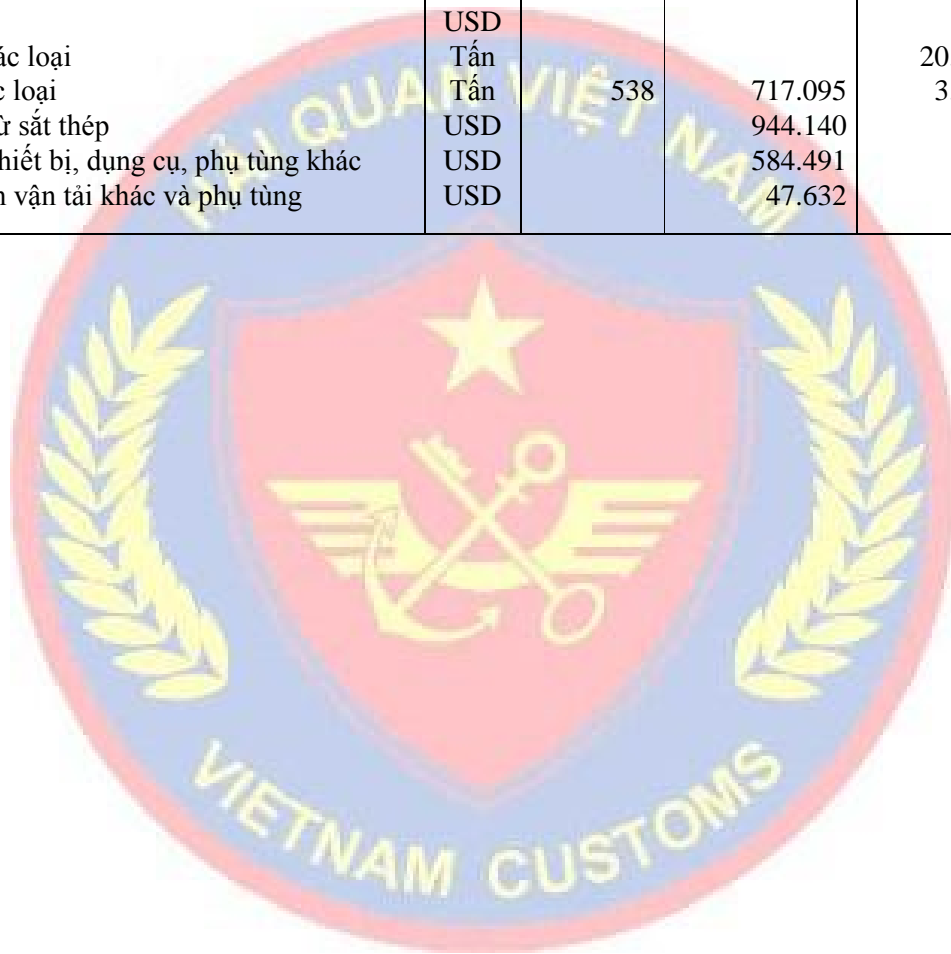 USD
ác loại Tấn 20
c loại Tấn 538 717.095 3
ừ sắt thép USD 944.140
hiết bị, dụng cụ, phụ tùng khác USD 584.491
n vận tải khác và phụ tùng USD 47.632
HẢI QUAN VIỆT NAM
VIETNAM CUSTOMS